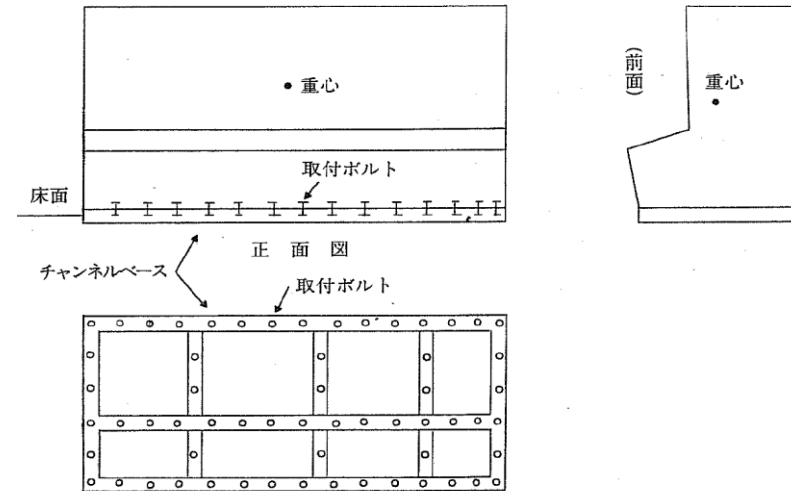 (前面)
重心
重心
取付ボルト
床面
正面図
チャンネルベース
取付ボルト